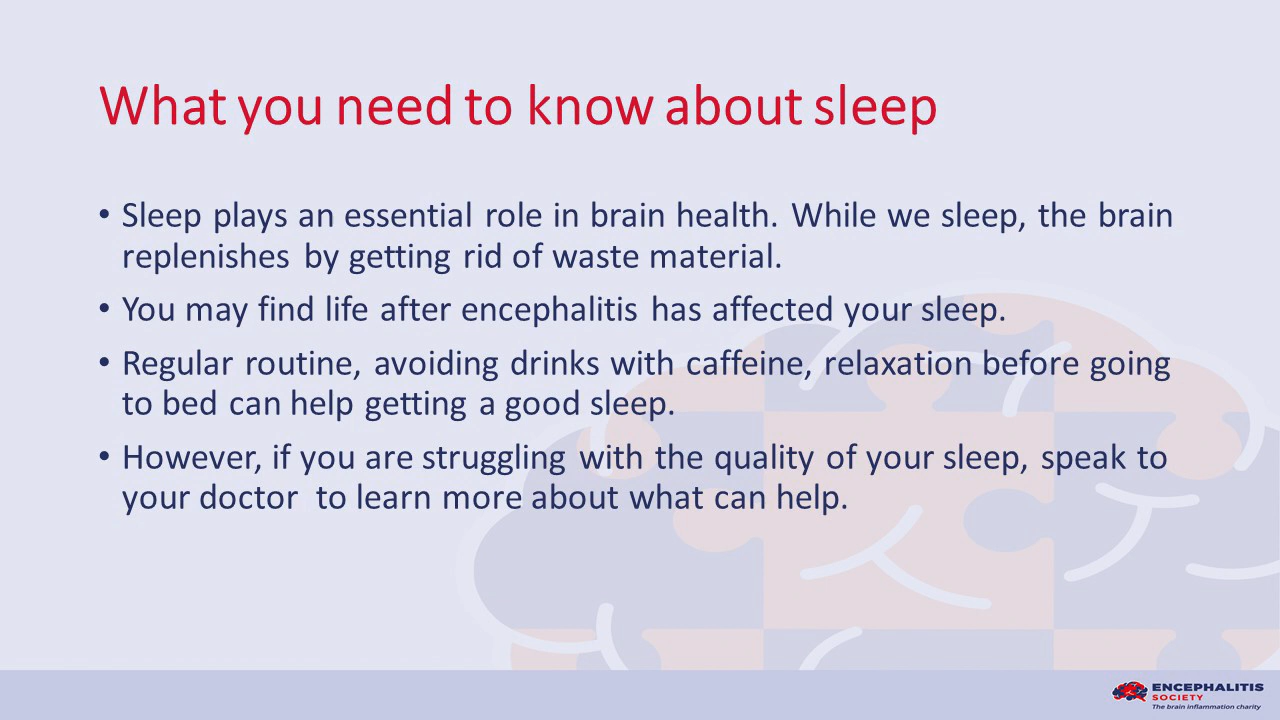 What you need to know about sleep
• Sleep plays an essential role in brain health. While we sleep, the brain
replenishes by getting rid of waste material.
• You may find life after encephalitis has affected your sleep.
• Regular routine, avoiding drinks with caffeine, relaxation before going
to bed can help getting a good sleep.
• However, if you are struggling with the quality of your sleep, speak to
your doctor to learn more about what can help.
ENCEPHALITIS
SOCIETY
The brain inflammation charity